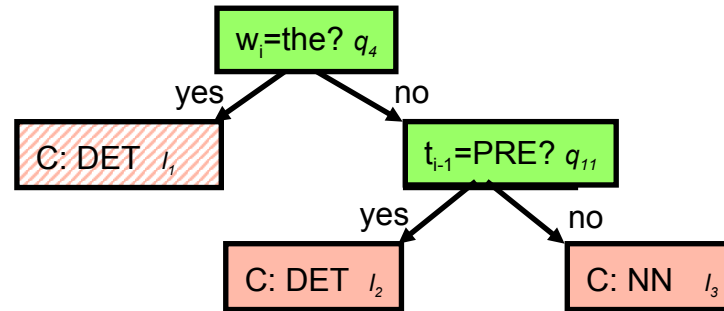 wᵢ=the? q₄
yes
no
C: DET l₁
tᵢ₋₁=PRE? q₁₁
yes
no
C: DET l₂
C: NN l₃